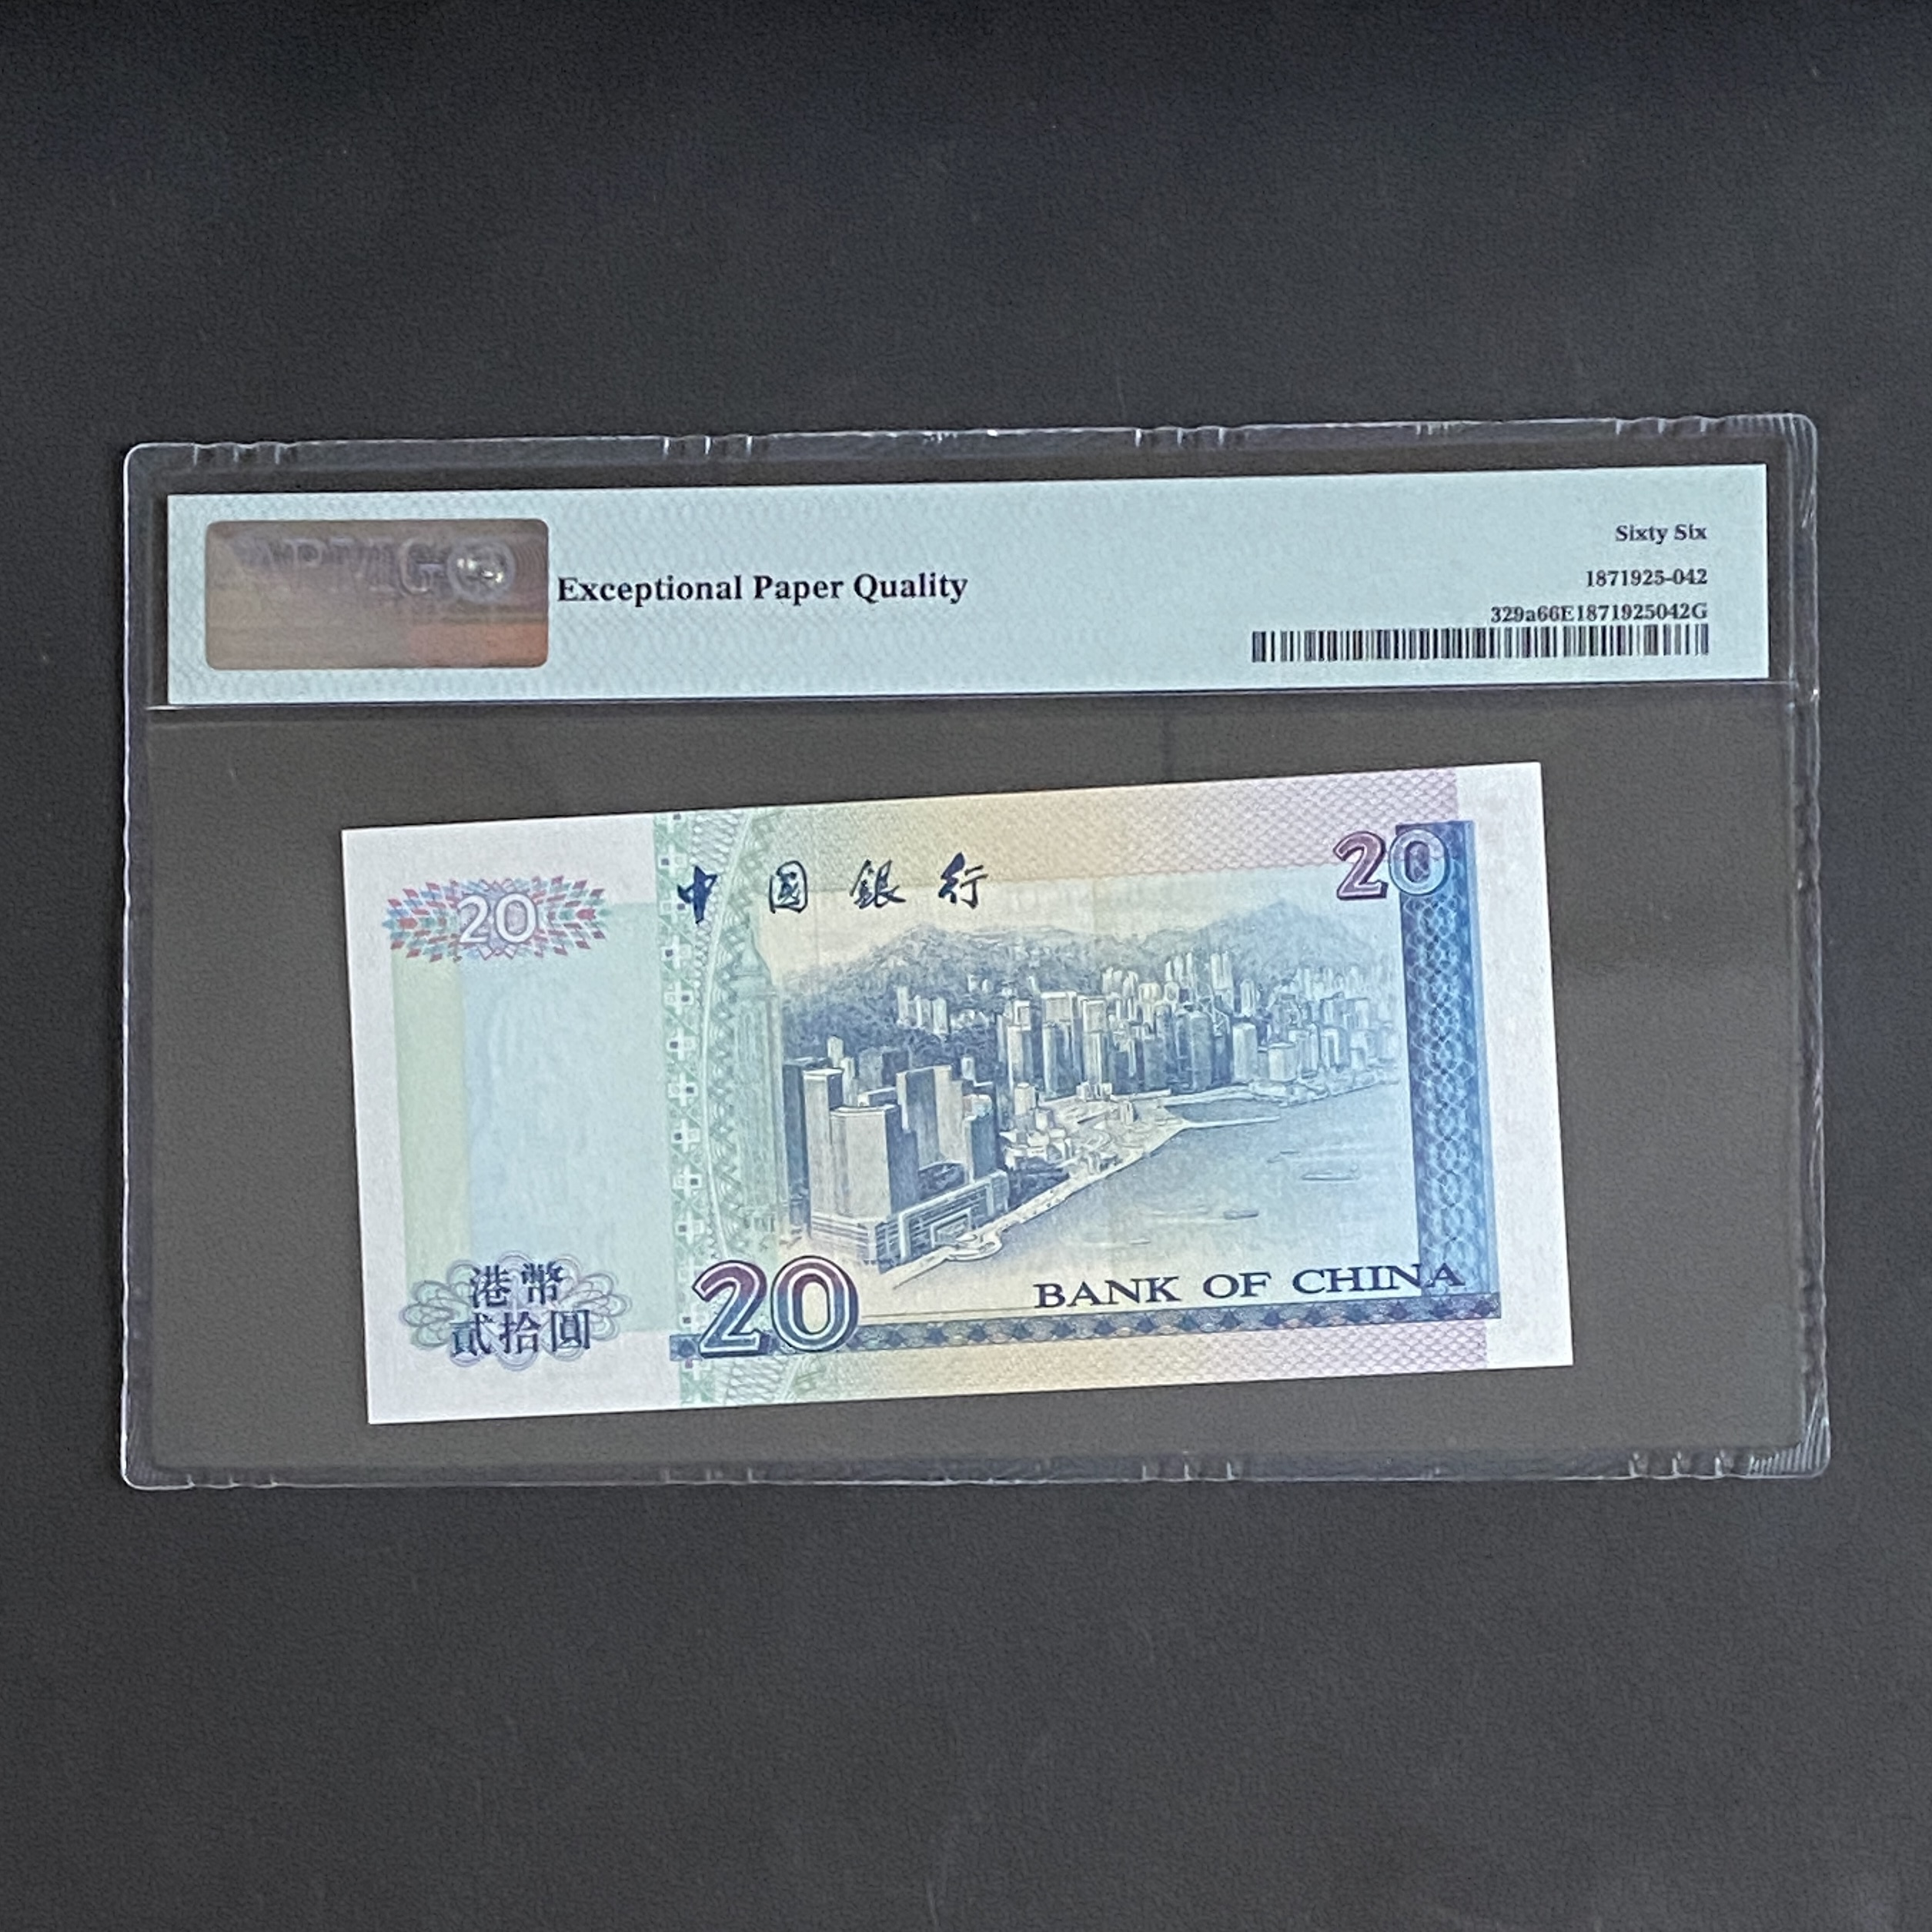 PMG
Exceptional Paper Quality
Sixty Six
1871925-042
329a66E1871925042G
20
中國銀行
20
港幣
貳拾圓
20
BANK OF CHINA